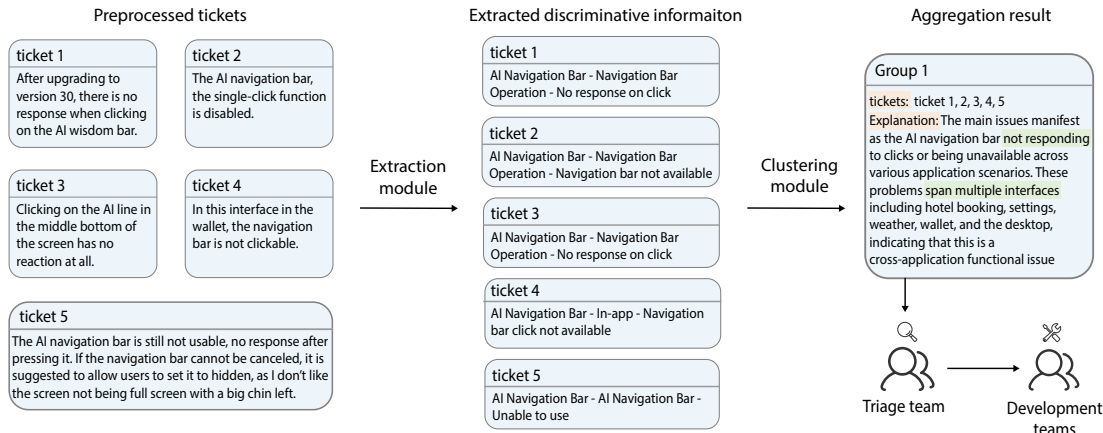 Preprocessed tickets
ticket 1
After upgrading to
version 30, there is no
response when clicking
on the AI wisdom bar.
ticket 2
The AI navigation bar,
the single-click function
is disabled.
ticket 3
Clicking on the AI line in
the middle bottom of
the screen has no
reaction at all.
ticket 4
In this interface in the
wallet, the navigation
bar is not clickable.
ticket 5
The AI navigation bar is still not usable, no response after
pressing it. If the navigation bar cannot be canceled, it is
suggested to allow users to set it to hidden, as I don't like
the screen not being full screen with a big chin left.
Extraction
module
Extracted discriminative informaiton
ticket 1
AI Navigation Bar - Navigation Bar
Operation - No response on click
ticket 2
AI Navigation Bar - Navigation Bar
Operation - Navigation bar not available
ticket 3
AI Navigation Bar - Navigation Bar
Operation - No response on click
ticket 4
AI Navigation Bar - In-app - Navigation
bar click not available
ticket 5
AI Navigation Bar - AI Navigation Bar -
Unable to use
Clustering
module
Aggregation result
Group 1
tickets: ticket 1, 2, 3, 4, 5
Explanation: The main issues manifest
as the AI navigation bar not responding
to clicks or being unavailable across
various application scenarios. These
problems span multiple interfaces
including hotel booking, settings,
weather, wallet, and the desktop,
indicating that this is a
cross-application functional issue
Triage team
Development
teams